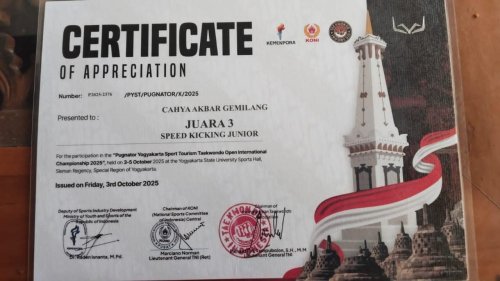 CERTIFICATE
OF APPRECIATION
KEMENPORA KONI
Number: /PYST/PUGNATOR/X/2025
Presented to : CAHYA AKBAR GEMILANG
JUARA 3
SPEED KICKING JUNIOR
For the participation in the "Pugnator Yogyakarta Sport Tourism Taekwondo Open International
Championship 2025", held on 3-5 October 2025 at the Yogyakarta State University Sports Hall,
Sleman Regency, Special Region of Yogyakarta.
Issued on Friday, 3rd October 2025
Deputy of Sports Industry Development
Ministry of Youth and Sports of the
Republic of Indonesia
Chairman of KONI
(National Sports Committee
of Indonesia) Central
Chairman of
TAEKWONDO
Isnanta, M.Pd.
Marciano Norman
Lieutenant General TNI (Ret)
S.H., M.M.
General TNI